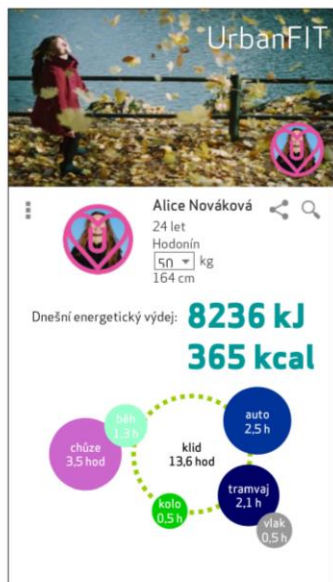 UrbanFIT
Alice Nováková
24 let
Hodonín
50 kg
164 cm
Dnešní energetický výdej: 8236 kJ
365 kcal
běh
1,3 h
chůze
3,5 hod
klid
13,6 hod
auto
2,5 h
tramvaj
2,1 h
kolo
0,5 h
vlak
0,5 h